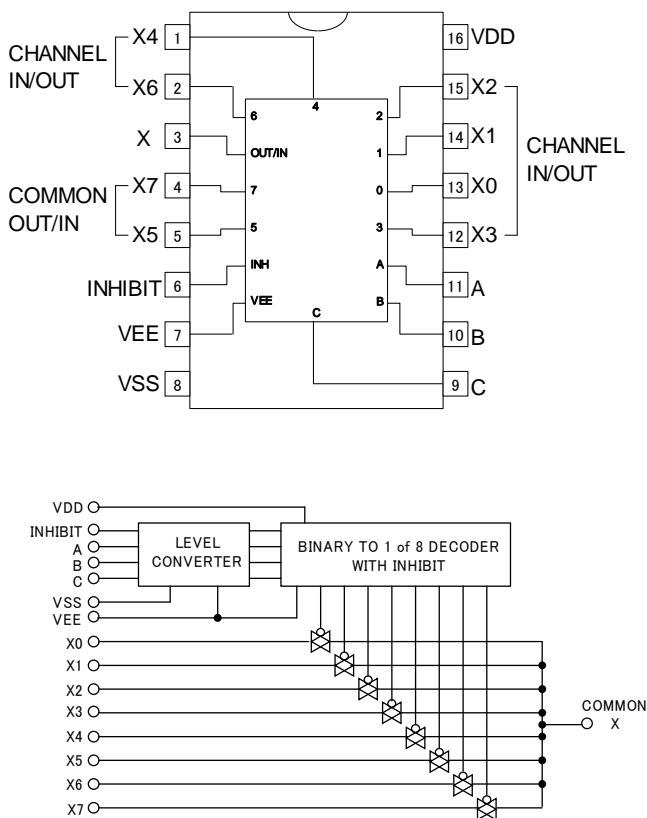 CHANNEL
IN/OUT
X4 1
X6 2
X 3
COMMON
OUT/IN
X7 4
X5 5
INHIBIT 6
VEE 7
VSS 8
4
6
OUT/IN
7
5
INH
VEE
C
2
1
0
3
A
B
16 VDD
15 X2
14 X1
13 X0
12 X3
CHANNEL
IN/OUT
11 A
10 B
9 C
VDD
INHIBIT
A
B
C
VSS
VEE
LEVEL
CONVERTER
BINARY TO 1 of 8 DECODER
WITH INHIBIT
X0
X1
X2
X3
X4
X5
X6
X7
COMMON
X